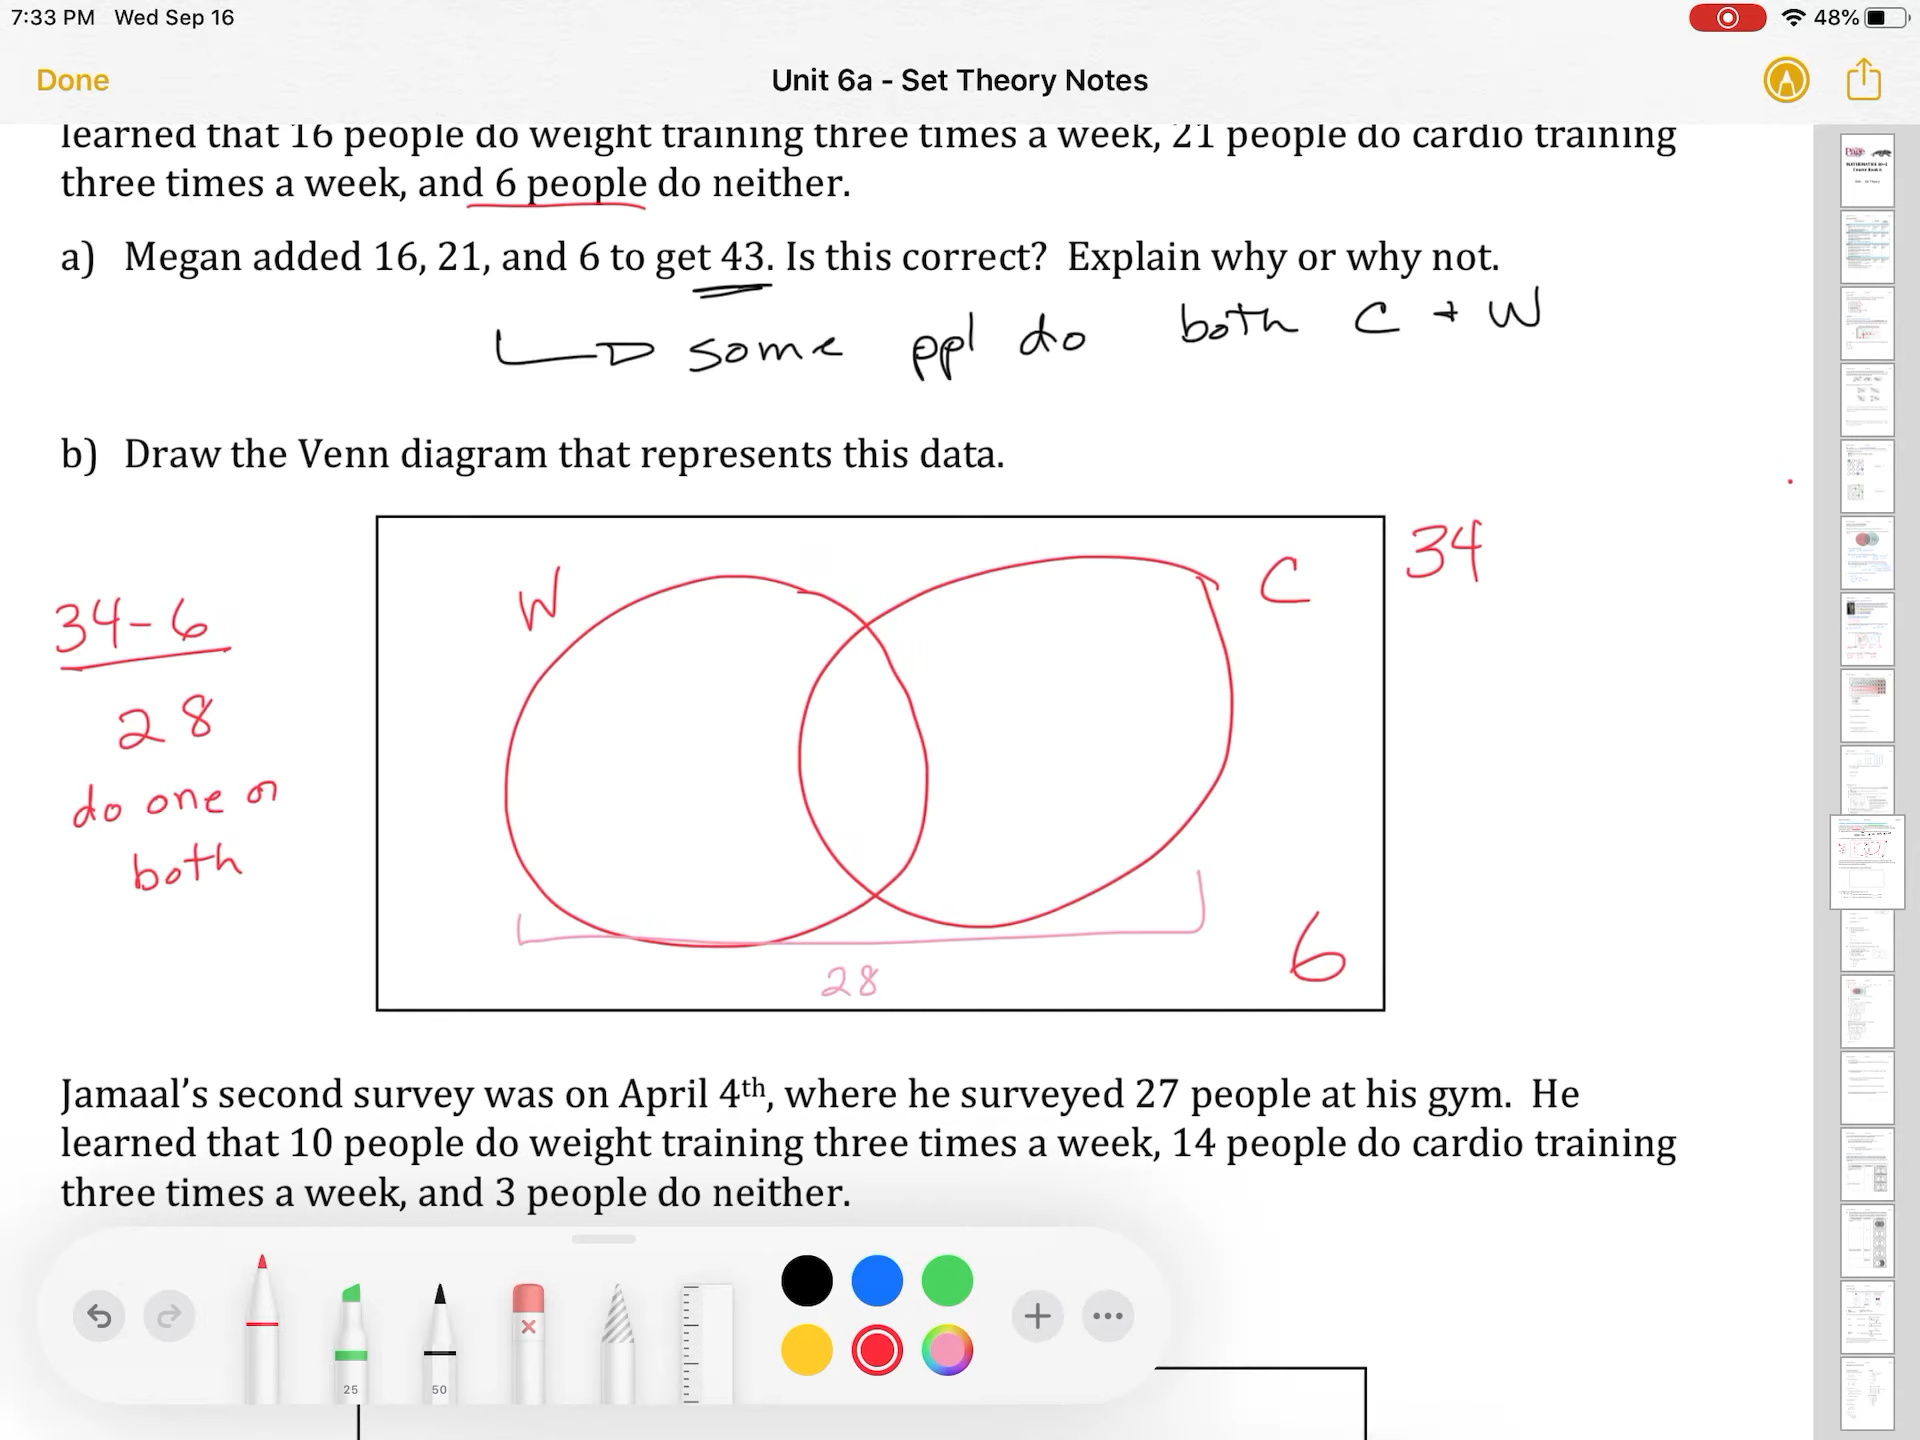 7:33 PM Wed Sep 16
48%
Done
Unit 6a - Set Theory Notes
learned that 16 people do weight training three times a week, 21 people do cardio training
three times a week, and 6 people do neither.
a) Megan added 16, 21, and 6 to get 43. Is this correct? Explain why or why not.
some ppl do both C + W
b) Draw the Venn diagram that represents this data.
34
W
C
34-6
28
do one or
both
6
28
Jamaal's second survey was on April 4th, where he surveyed 27 people at his gym. He
learned that 10 people do weight training three times a week, 14 people do cardio training
three times a week, and 3 people do neither.
25
50